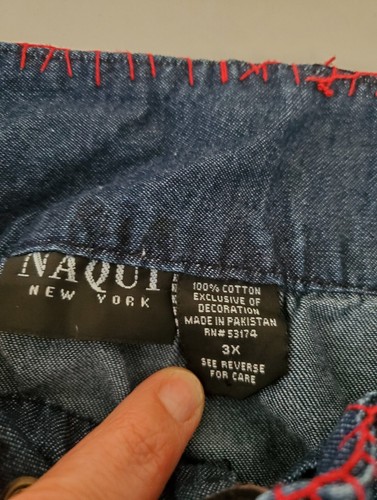 NAQUI
NEW YORK
100% COTTON
EXCLUSIVE OF
DECORATION
MADE IN PAKISTAN
RN# 53174
3X
SEE REVERSE
FOR CARE